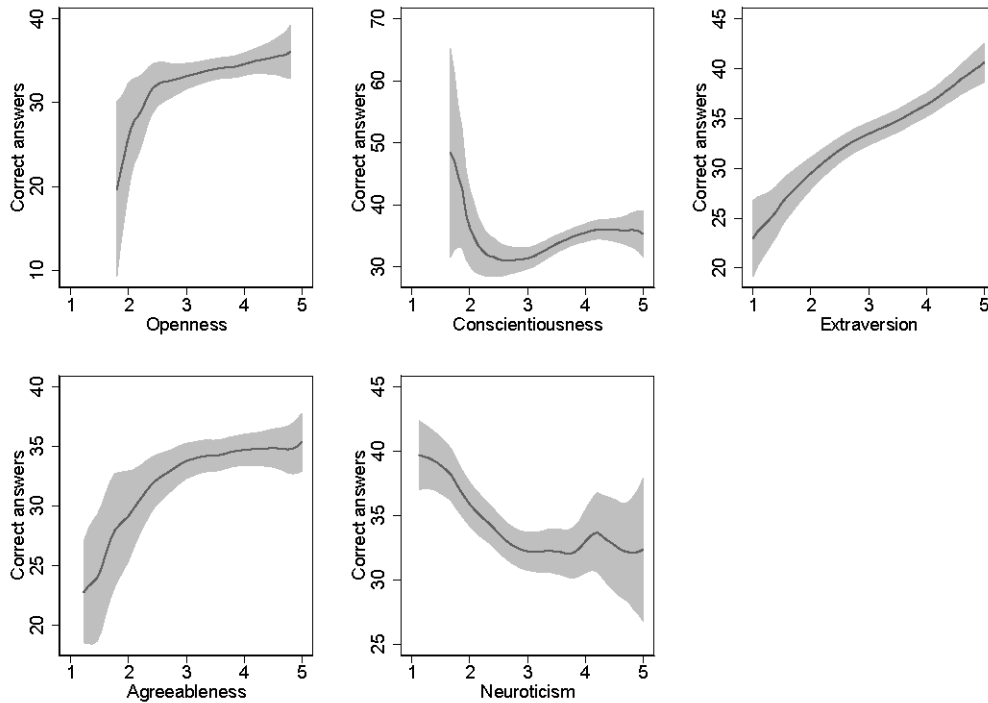 Correct answers
10 20 30 40
1 2 3 4 5
Openness
Correct answers
30 40 50 60 70
1 2 3 4 5
Conscientiousness
Correct answers
20 25 30 35 40 45
1 2 3 4 5
Extraversion
Correct answers
20 25 30 35 40
1 2 3 4 5
Agreeableness
Correct answers
25 30 35 40 45
1 2 3 4 5
Neuroticism